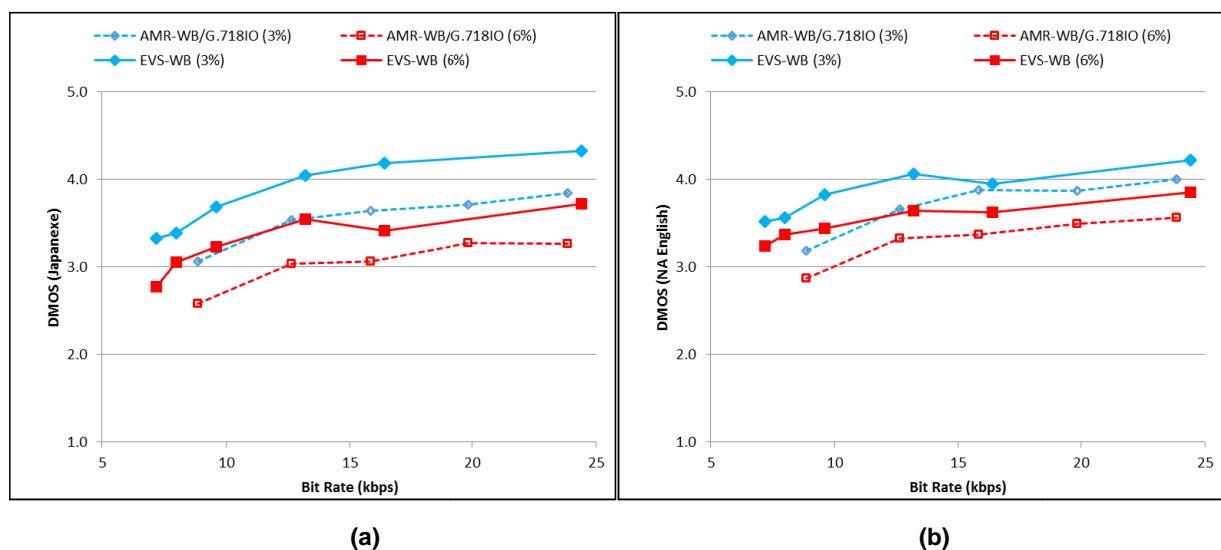 AMR-WB/G.718IO (3%) AMR-WB/G.718IO (6%)
EVS-WB (3%) EVS-WB (6%)
5.0
4.0
3.0
2.0
1.0
DMOS (Japanexe)
5 10 15 20 25
Bit Rate (kbps)
(a)
AMR-WB/G.718IO (3%) AMR-WB/G.718IO (6%)
EVS-WB (3%) EVS-WB (6%)
5.0
4.0
3.0
2.0
1.0
DMOS (NA English)
5 10 15 20 25
Bit Rate (kbps)
(b)